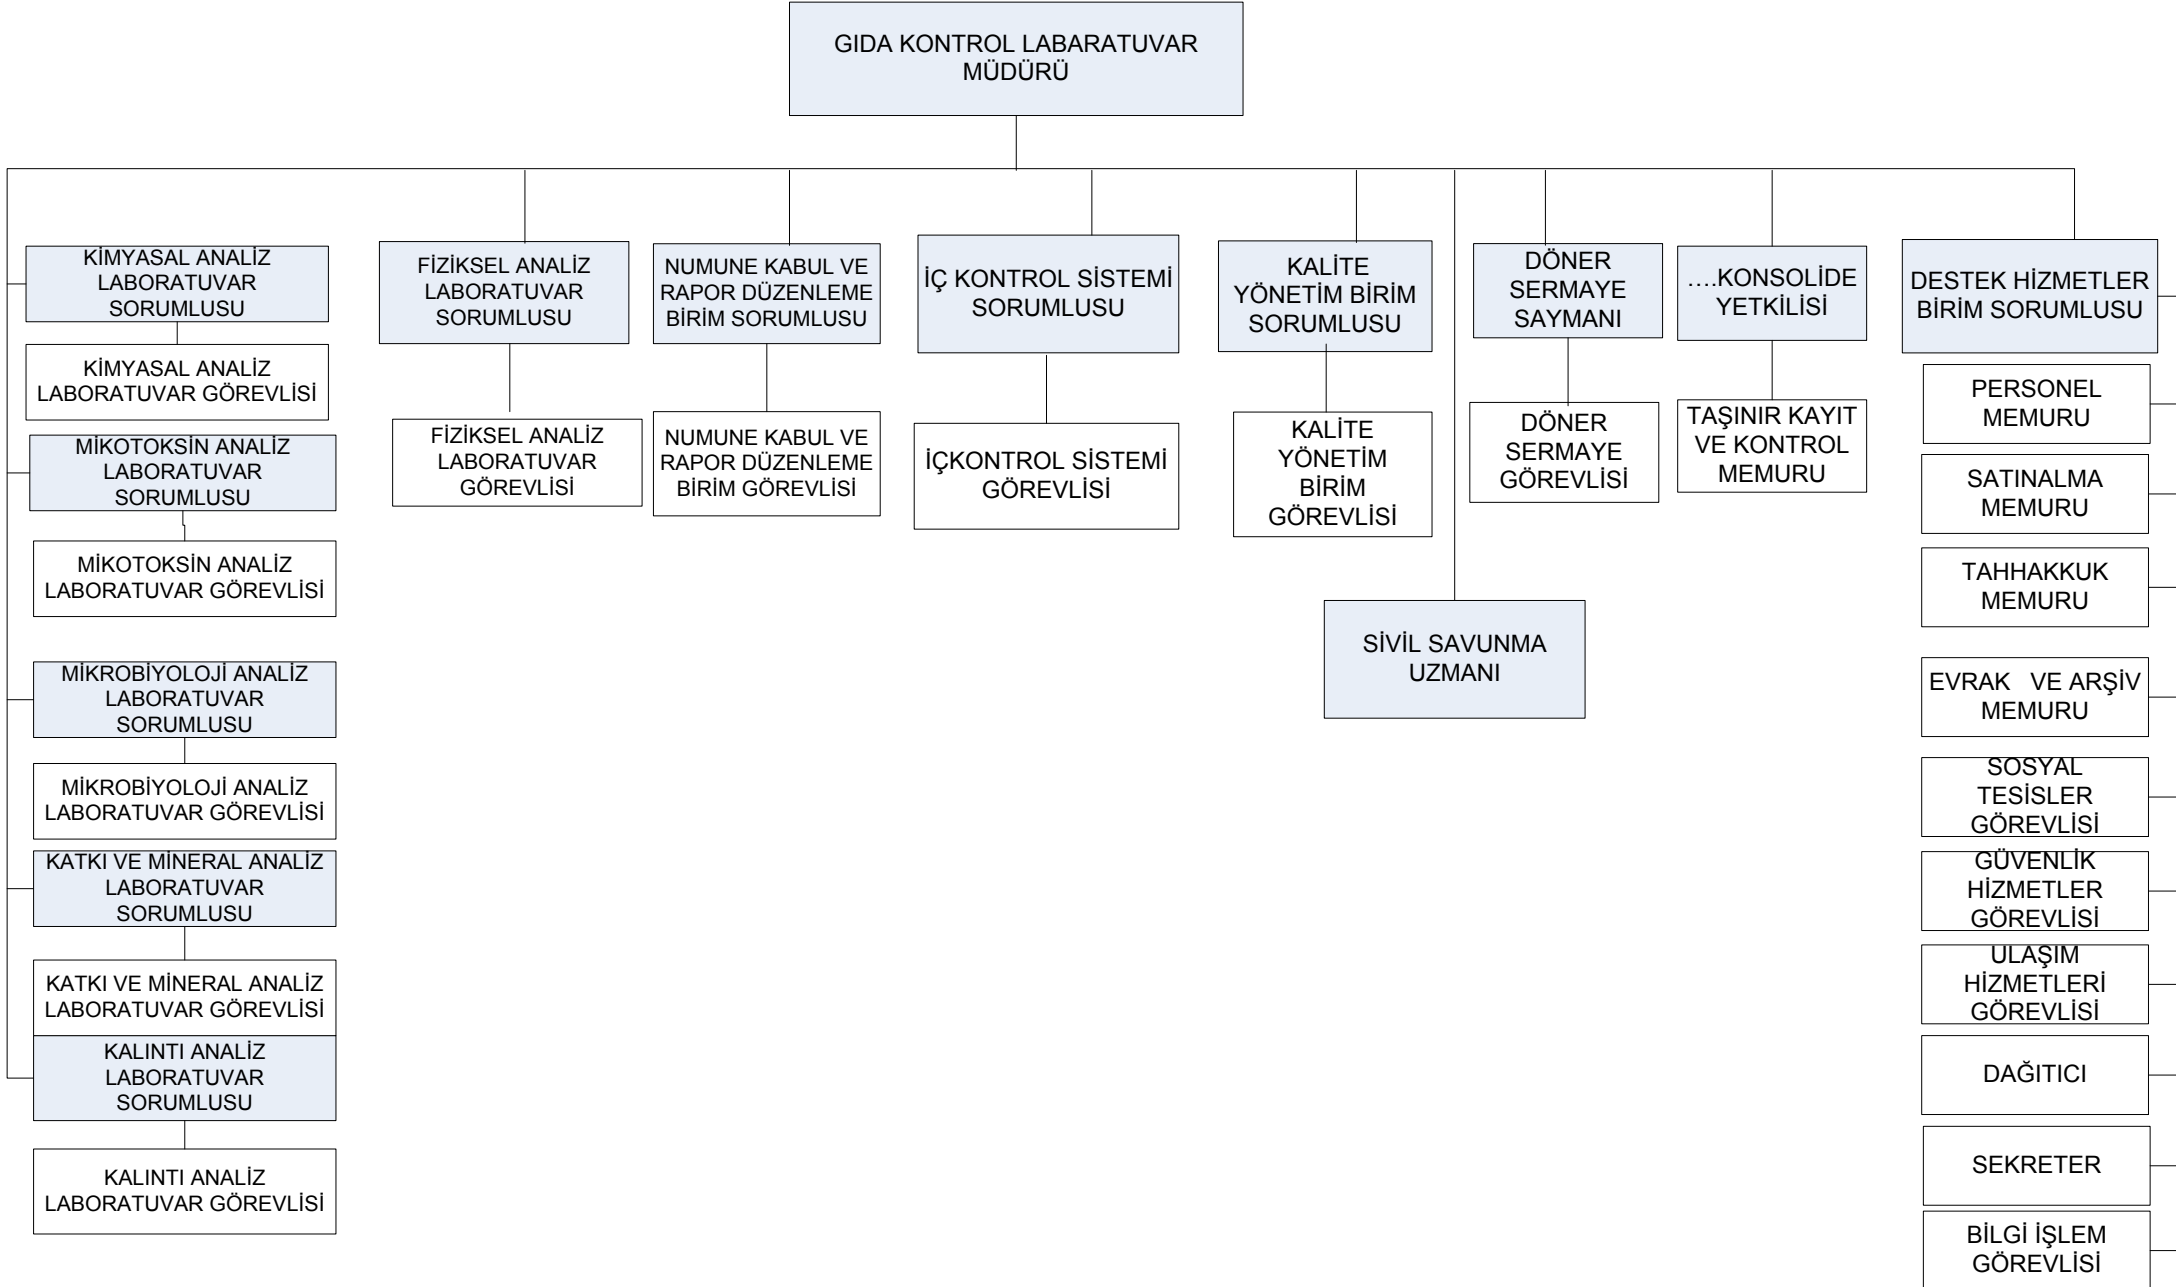 GIDA KONTROL LABARATUVAR
MÜDÜRÜ
KİMYASAL ANALİZ
LABORATUVAR
SORUMLUSU
KİMYASAL ANALİZ
LABORATUVAR GÖREVLİSİ
MİKOTOKSİN ANALİZ
LABORATUVAR
SORUMLUSU
MİKOTOKSİN ANALİZ
LABORATUVAR GÖREVLİSİ
MİKROBİYOLOJİ ANALİZ
LABORATUVAR
SORUMLUSU
MİKROBİYOLOJİ ANALİZ
LABORATUVAR GÖREVLİSİ
KATKI VE MİNERAL ANALİZ
LABORATUVAR
SORUMLUSU
KATKI VE MİNERAL ANALİZ
LABORATUVAR GÖREVLİSİ
KALINTI ANALİZ
LABORATUVAR
SORUMLUSU
KALINTI ANALİZ
LABORATUVAR GÖREVLİSİ
FİZİKSEL ANALİZ
LABORATUVAR
SORUMLUSU
FİZİKSEL ANALİZ
LABORATUVAR
GÖREVLİSİ
NUMUNE KABUL VE
RAPOR DÜZENLEME
BİRİM SORUMLUSU
NUMUNE KABUL VE
RAPOR DÜZENLEME
BİRİM GÖREVLİSİ
İÇ KONTROL SİSTEMİ
SORUMLUSU
İÇKONTROL SİSTEMİ
GÖREVLİSİ
KALİTE
YÖNETİM BİRİM
SORUMLUSU
KALİTE
YÖNETİM
BİRİM
GÖREVLİSİ
SİVİL SAVUNMA
UZMANI
DÖNER
SERMAYE
SAYMANI
DÖNER
SERMAYE
GÖREVLİSİ
….KONSOLİDE
YETKİLİSİ
TAŞINIR KAYIT
VE KONTROL
MEMURU
DESTEK HİZMETLER
BİRİM SORUMLUSU
PERSONEL
MEMURU
SATINALMA
MEMURU
TAHHAKKUK
MEMURU
EVRAK VE ARŞİV
MEMURU
SOSYAL
TESİSLER
GÖREVLİSİ
GÜVENLİK
HİZMETLER
GÖREVLİSİ
ULAŞIM
HİZMETLERİ
GÖREVLİSİ
DAĞITICI
SEKRETER
BİLGİ İŞLEM
GÖREVLİSİ